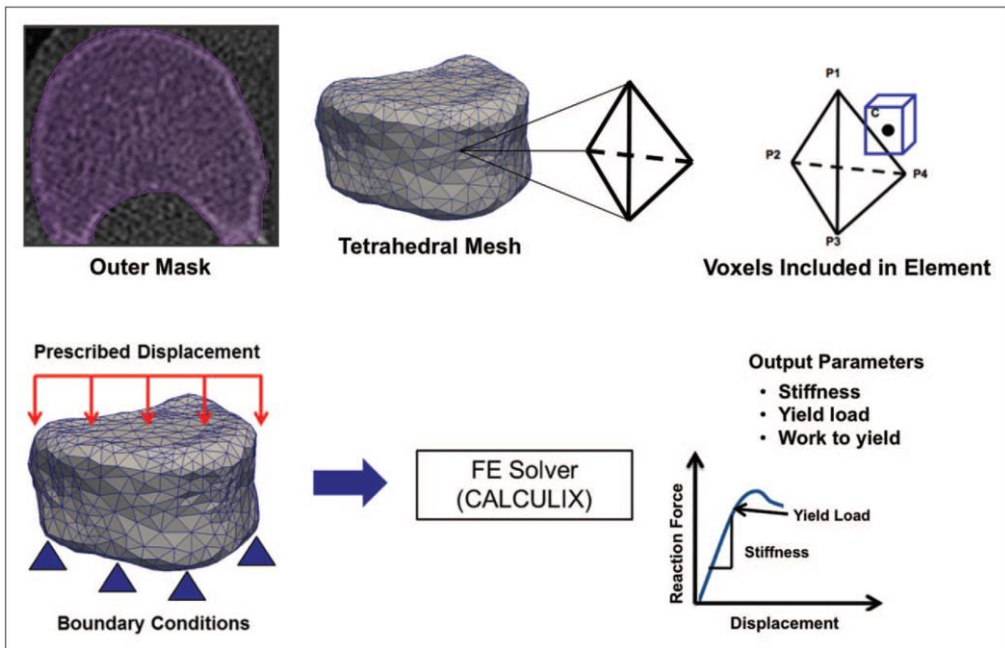 Outer Mask
Tetrahedral Mesh
P1
C
P2
P4
P3
Voxels Included in Element
Prescribed Displacement
Boundary Conditions
FE Solver
(CALCULIX)
Output Parameters
• Stiffness
• Yield load
• Work to yield
Reaction Force
Yield Load
Stiffness
Displacement